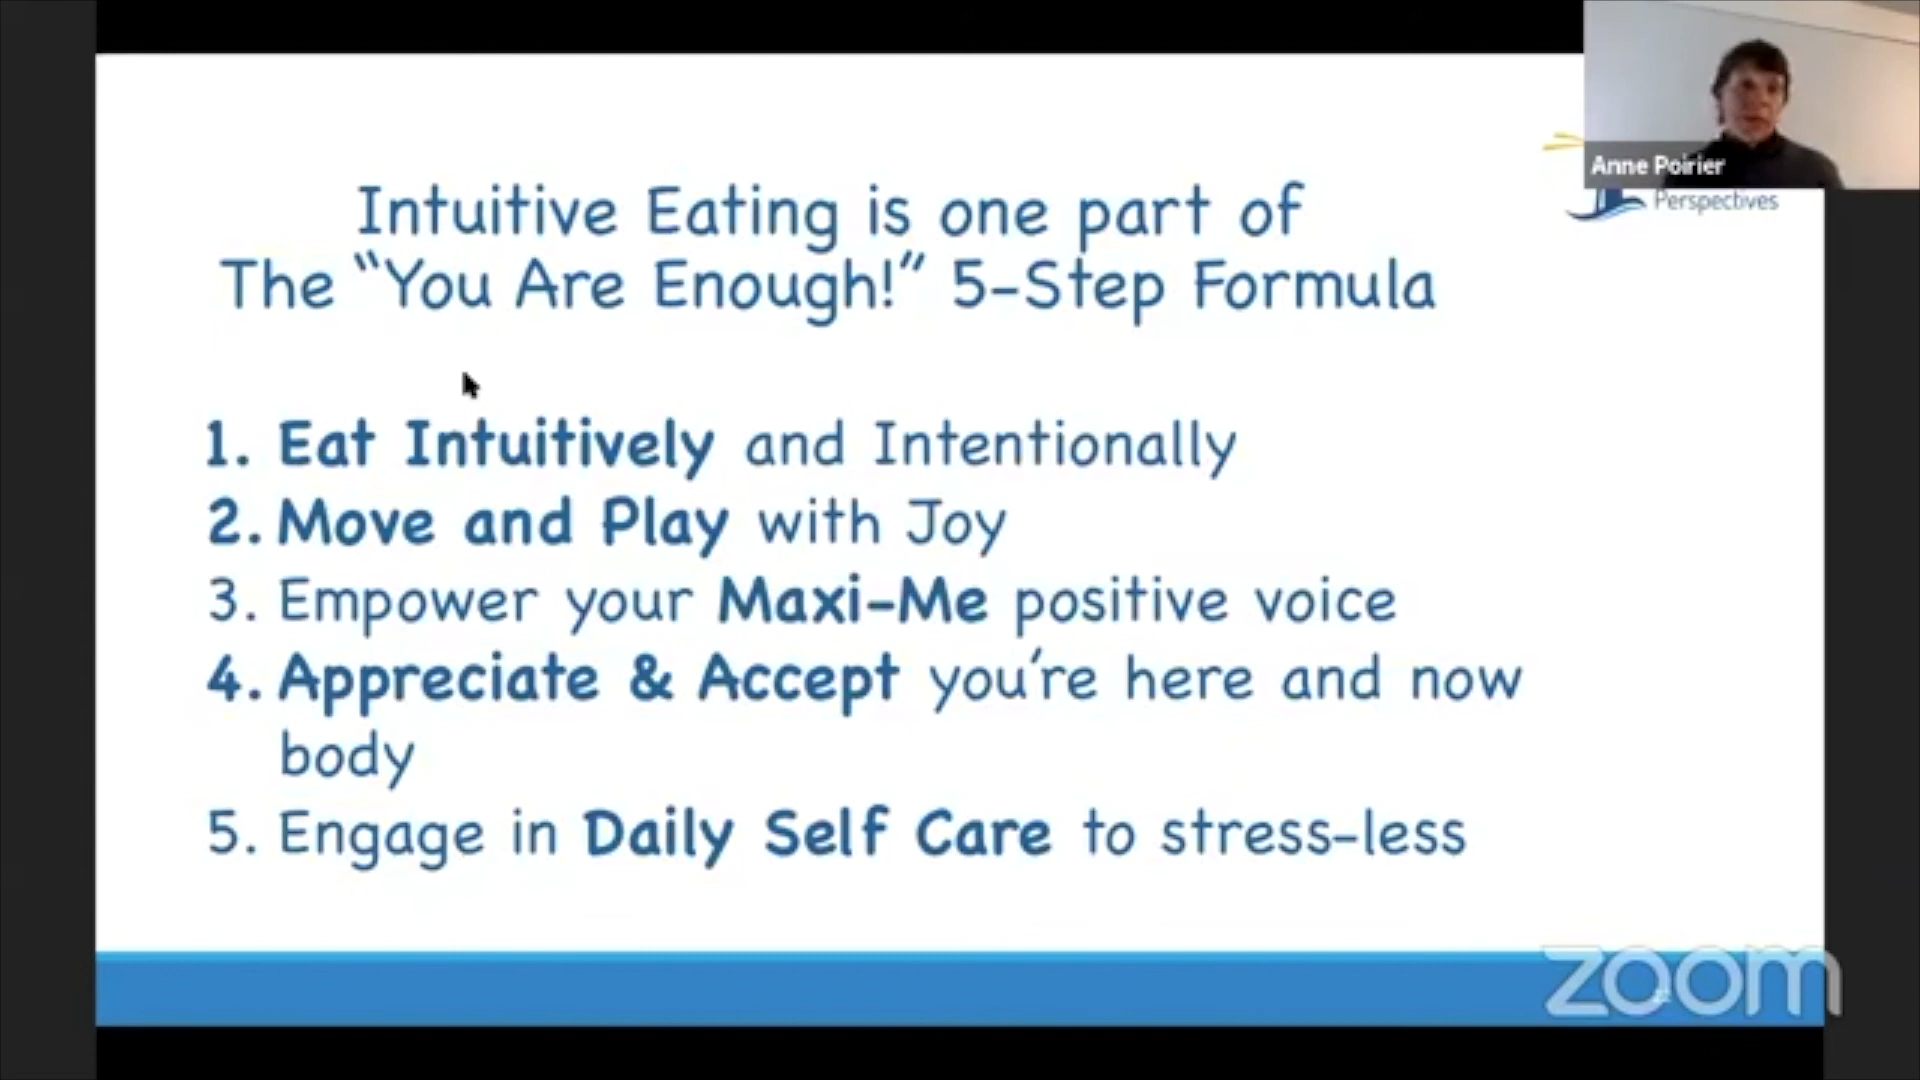 Intuitive Eating is one part of
The “You Are Enough!” 5-Step Formula
1. Eat Intuitively and Intentionally
2. Move and Play with Joy
3. Empower your Maxi-Me positive voice
4. Appreciate & Accept you’re here and now
body
5. Engage in Daily Self Care to stress-less
Anne Poirier
Perspectives
zoom